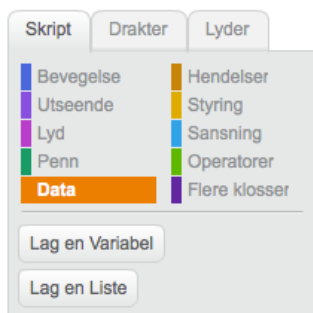 Skript Drakter Lyder
Bevegelse Hendelser
Utseende Styring
Lyd Sansning
Penn Operatorer
Data Flere klosser
Lag en Variabel
Lag en Liste